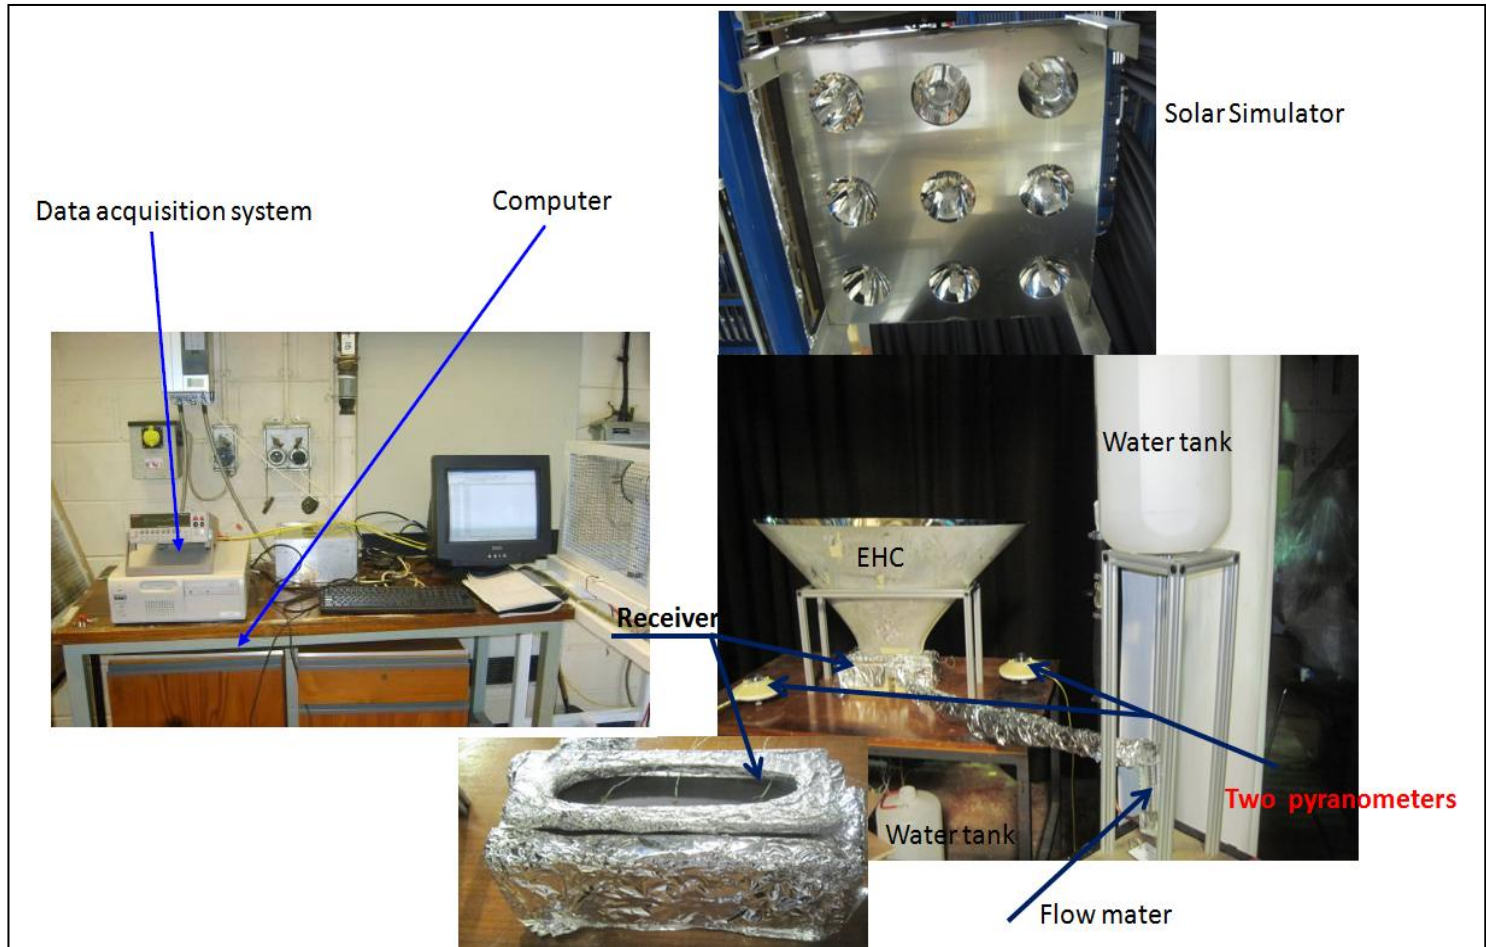 Solar Simulator
Data acquisition system
Computer
Water tank
EHC
Receiver
Two pyranometers
Water tank
Flow mater